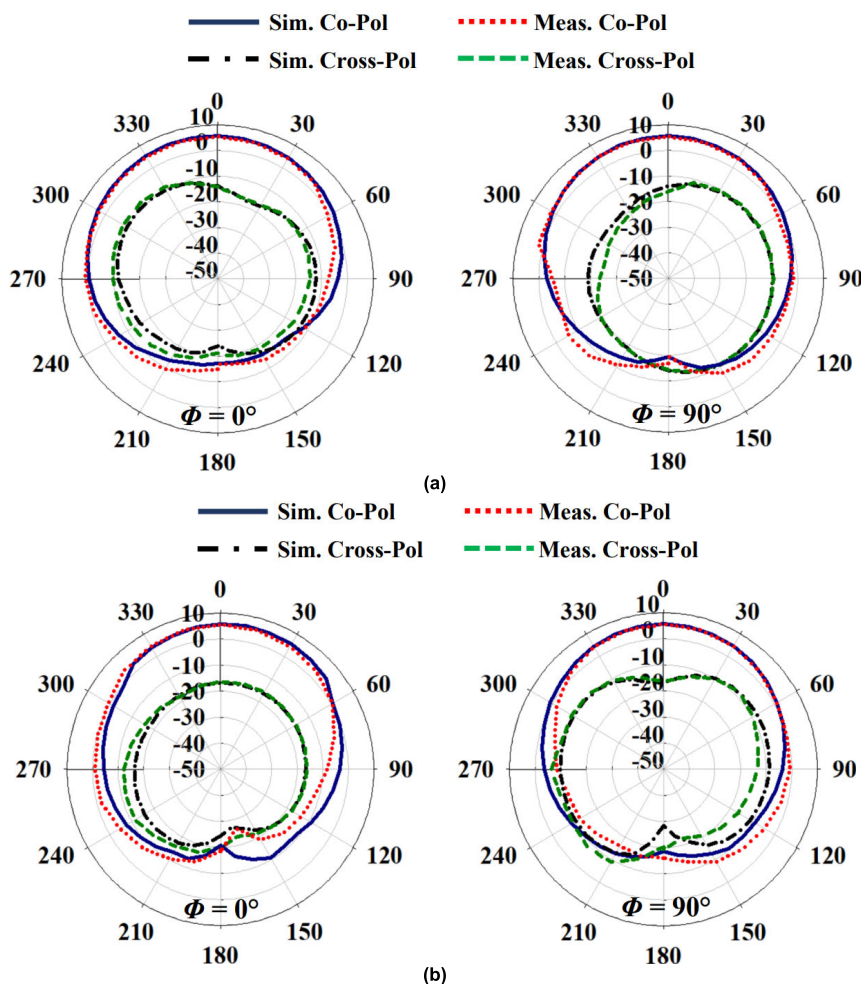 Sim. Co-Pol Meas. Co-Pol
Sim. Cross-Pol Meas. Cross-Pol
0 0
330 10 30 330 10 30
0 0
-10 -10
300 60 300 60
-20 -20
-30 -30
-40 -40
270 -50 90 270 -50 90
240 120 240 120
Φ = 0° Φ = 90°
210 150 210 150
180 180
(a)
Sim. Co-Pol Meas. Co-Pol
Sim. Cross-Pol Meas. Cross-Pol
0 0
330 10 30 330 10 30
0 0
-10 -10
300 60 300 60
-20 -20
-30 -30
-40 -40
270 -50 90 270 -50 90
240 120 240 120
Φ = 0° Φ = 90°
210 150 210 150
180 180
(b)